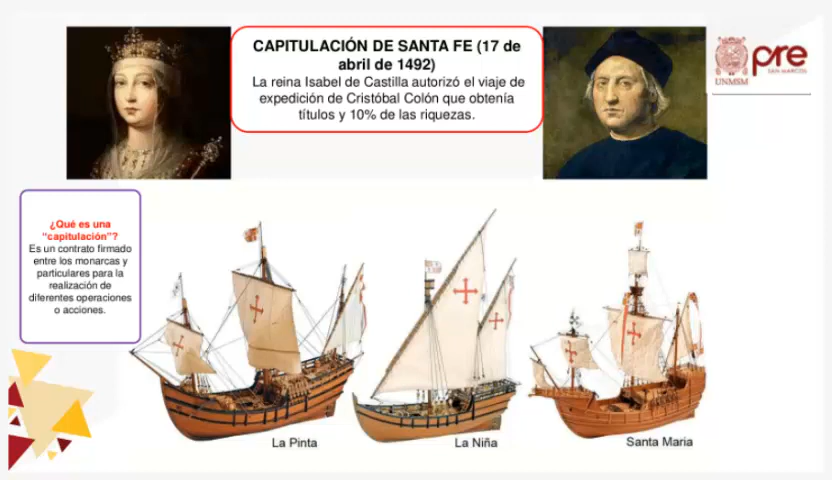 CAPITULACIÓN DE SANTA FE (17 de
abril de 1492)
La reina Isabel de Castilla autorizó el viaje de
expedición de Cristóbal Colón que obtenía
títulos y 10% de las riquezas.
UNMSM
pre
SAN MARCOS
¿Qué es una
"capitulación"?
Es un contrato firmado
entre los monarcas y
particulares para la
realización de
diferentes operaciones
o acciones.
La Pinta
La Niña
Santa Maria